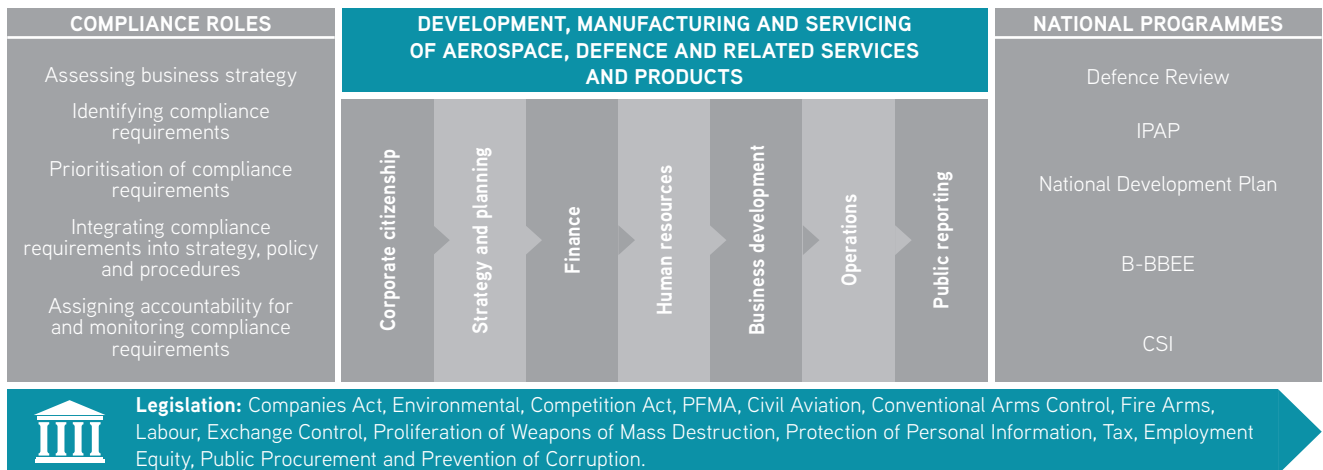 COMPLIANCE ROLES
Assessing business strategy
Identifying compliance
requirements
Prioritisation of compliance
requirements
Integrating compliance
requirements into strategy, policy
and procedures
Assigning accountability for
and monitoring compliance
requirements
DEVELOPMENT, MANUFACTURING AND SERVICING
OF AEROSPACE, DEFENCE AND RELATED SERVICES
AND PRODUCTS
Corporate citizenship
Strategy and planning
Finance
Human resources
Business development
Operations
Public reporting
NATIONAL PROGRAMMES
Defence Review
IPAP
National Development Plan
B-BBEE
CSI
Legislation: Companies Act, Environmental, Competition Act, PFMA, Civil Aviation, Conventional Arms Control, Fire Arms,
Labour, Exchange Control, Proliferation of Weapons of Mass Destruction, Protection of Personal Information, Tax, Employment
Equity, Public Procurement and Prevention of Corruption.